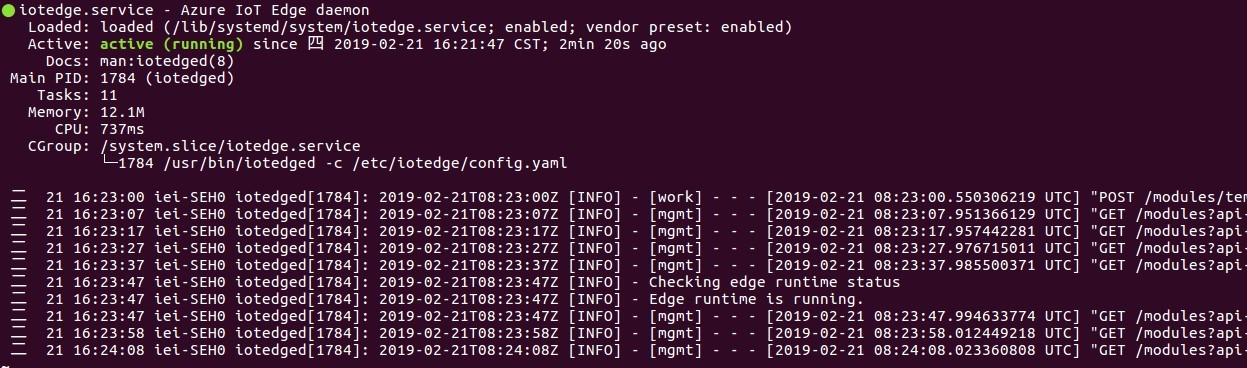 ● iotedge.service - Azure IoT Edge daemon
Loaded: loaded (/lib/systemd/system/iotedge.service; enabled; vendor preset: enabled)
Active: active (running) since 四 2019-02-21 16:21:47 CST; 2min 20s ago
Docs: man:iotedged(8)
Main PID: 1784 (iotedged)
Tasks: 11
Memory: 12.1M
CPU: 737ms
CGroup: /system.slice/iotedge.service
└─1784 /usr/bin/iotedged -c /etc/iotedge/config.yaml
二 21 16:23:00 iei-SEH0 iotedged[1784]: 2019-02-21T08:23:00Z [INFO] - [work] - - - [2019-02-21 08:23:00.550306219 UTC] "POST /modules/tem
二 21 16:23:07 iei-SEH0 iotedged[1784]: 2019-02-21T08:23:07Z [INFO] - [mgmt] - - - [2019-02-21 08:23:07.951366129 UTC] "GET /modules?api-
二 21 16:23:17 iei-SEH0 iotedged[1784]: 2019-02-21T08:23:17Z [INFO] - [mgmt] - - - [2019-02-21 08:23:17.957442281 UTC] "GET /modules?api-
二 21 16:23:27 iei-SEH0 iotedged[1784]: 2019-02-21T08:23:27Z [INFO] - [mgmt] - - - [2019-02-21 08:23:27.976715011 UTC] "GET /modules?api-
二 21 16:23:37 iei-SEH0 iotedged[1784]: 2019-02-21T08:23:37Z [INFO] - [mgmt] - - - [2019-02-21 08:23:37.985500371 UTC] "GET /modules?api-
二 21 16:23:47 iei-SEH0 iotedged[1784]: 2019-02-21T08:23:47Z [INFO] - Checking edge runtime status
二 21 16:23:47 iei-SEH0 iotedged[1784]: 2019-02-21T08:23:47Z [INFO] - Edge runtime is running.
二 21 16:23:47 iei-SEH0 iotedged[1784]: 2019-02-21T08:23:47Z [INFO] - [mgmt] - - - [2019-02-21 08:23:47.994633774 UTC] "GET /modules?api-
二 21 16:23:58 iei-SEH0 iotedged[1784]: 2019-02-21T08:23:58Z [INFO] - [mgmt] - - - [2019-02-21 08:23:58.012449218 UTC] "GET /modules?api-
二 21 16:24:08 iei-SEH0 iotedged[1784]: 2019-02-21T08:24:08Z [INFO] - [mgmt] - - - [2019-02-21 08:24:08.023360808 UTC] "GET /modules?api-
~